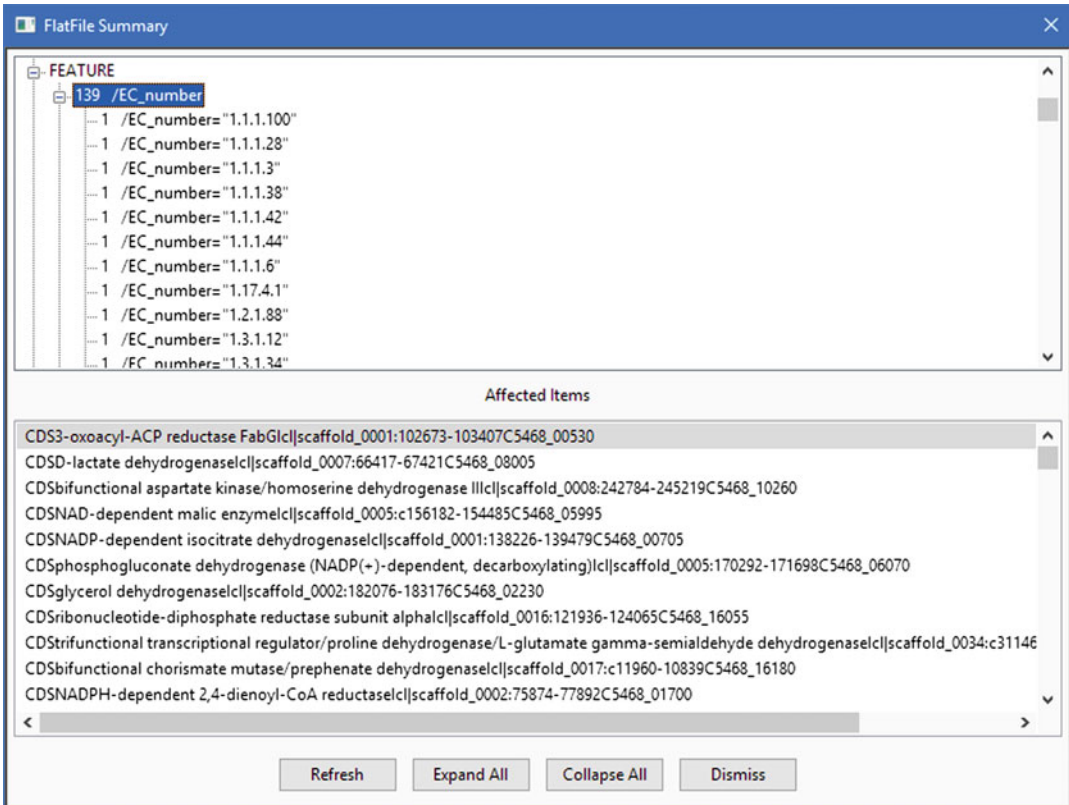 FlatFile Summary
FEATURE
139 /EC_number
1 /EC_number="1.1.1.100"
1 /EC_number="1.1.1.28"
1 /EC_number="1.1.1.3"
1 /EC_number="1.1.1.38"
1 /EC_number="1.1.1.42"
1 /EC_number="1.1.1.44"
1 /EC_number="1.1.1.6"
1 /EC_number="1.17.4.1"
1 /EC_number="1.2.1.88"
1 /EC_number="1.3.1.12"
1 /EC_number="1.3.1.34"
Affected Items
CDS3-oxoacyl-ACP reductase FabGlcl|scaffold_0001:102673-103407C5468_00530
CDSD-lactate dehydrogenaselcl|scaffold_0007:66417-67421C5468_08005
CDSbifunctional aspartate kinase/homoserine dehydrogenase IIlcl|scaffold_0008:242784-245219C5468_10260
CDSNAD-dependent malic enzymelcl|scaffold_0005:c156182-154485C5468_05995
CDSNADP-dependent isocitrate dehydrogenaselcl|scaffold_0001:138226-139479C5468_00705
CDSphosphogluconate dehydrogenase (NADP(+)-dependent, decarboxylating)lcl|scaffold_0005:170292-171698C5468_06070
CDSglycerol dehydrogenaselcl|scaffold_0002:182076-183176C5468_02230
CDSribonucleotide-diphosphate reductase subunit alphalcl|scaffold_0016:121936-124065C5468_16055
CDStrifunctional transcriptional regulator/proline dehydrogenase/L-glutamate gamma-semialdehyde dehydrogenaselcl|scaffold_0034:c31146
CDSbifunctional chorismate mutase/prephenate dehydrogenaselcl|scaffold_0017:c11960-10839C5468_16180
CDSNADPH-dependent 2,4-dienoyl-CoA reductaselcl|scaffold_0002:75874-77892C5468_01700
Refresh Expand All Collapse All Dismiss